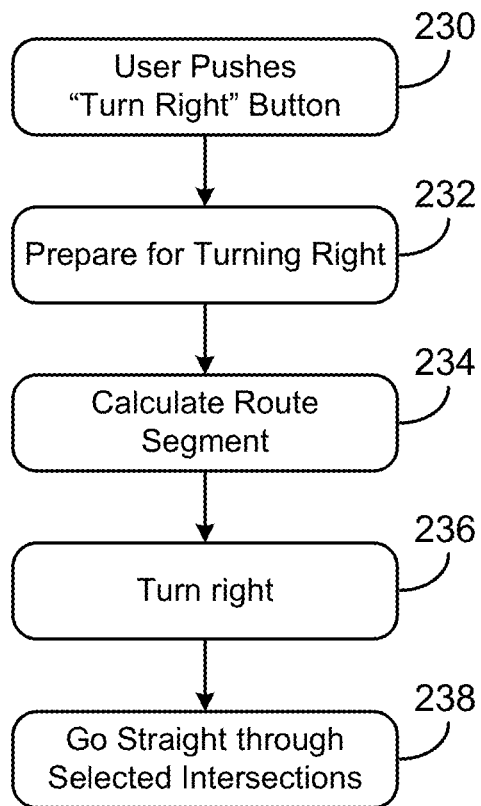 230
User Pushes
“Turn Right” Button
232
Prepare for Turning Right
234
Calculate Route
Segment
236
Turn right
238
Go Straight through
Selected Intersections